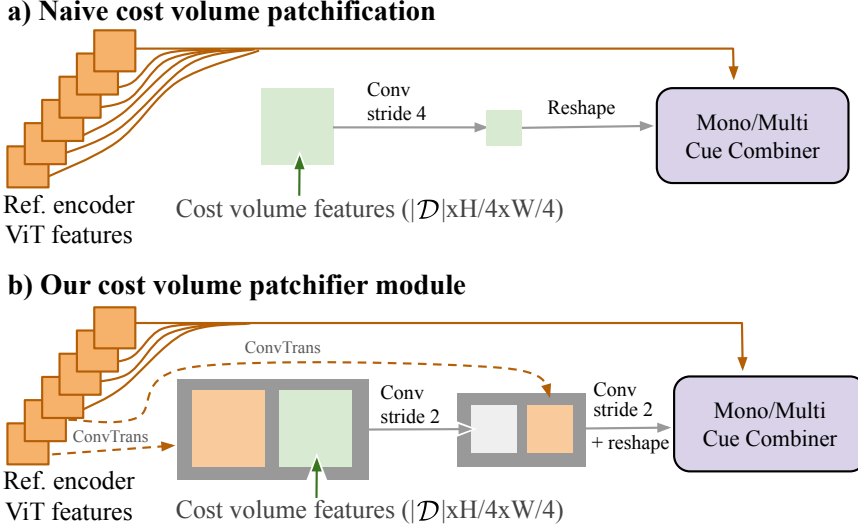 a) Naive cost volume patchification
Conv
stride 4
Reshape
Mono/Multi
Cue Combiner
Ref. encoder
ViT features
Cost volume features (|𝒟|xH/4xW/4)
b) Our cost volume patchifier module
ConvTrans
Conv
stride 2
Conv
stride 2
+ reshape
ConvTrans
Mono/Multi
Cue Combiner
Ref. encoder
ViT features
Cost volume features (|𝒟|xH/4xW/4)